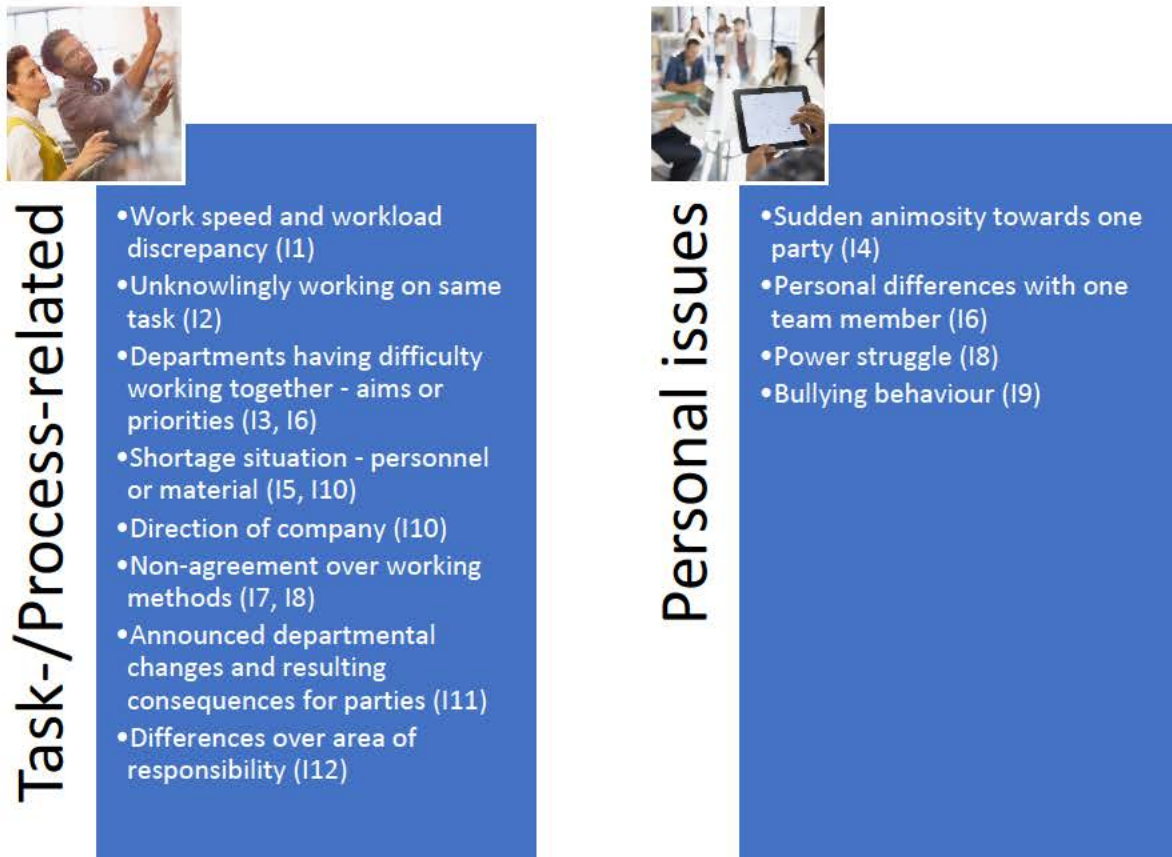 Task-/Process-related
•Work speed and workload
discrepancy (I1)
•Unknowlingly working on same
task (I2)
•Departments having difficulty
working together - aims or
priorities (I3, I6)
•Shortage situation - personnel
or material (I5, I10)
•Direction of company (I10)
•Non-agreement over working
methods (I7, I8)
•Announced departmental
changes and resulting
consequences for parties (I11)
•Differences over area of
responsibility (I12)
Personal issues
•Sudden animosity towards one
party (I4)
•Personal differences with one
team member (I6)
•Power struggle (I8)
•Bullying behaviour (I9)